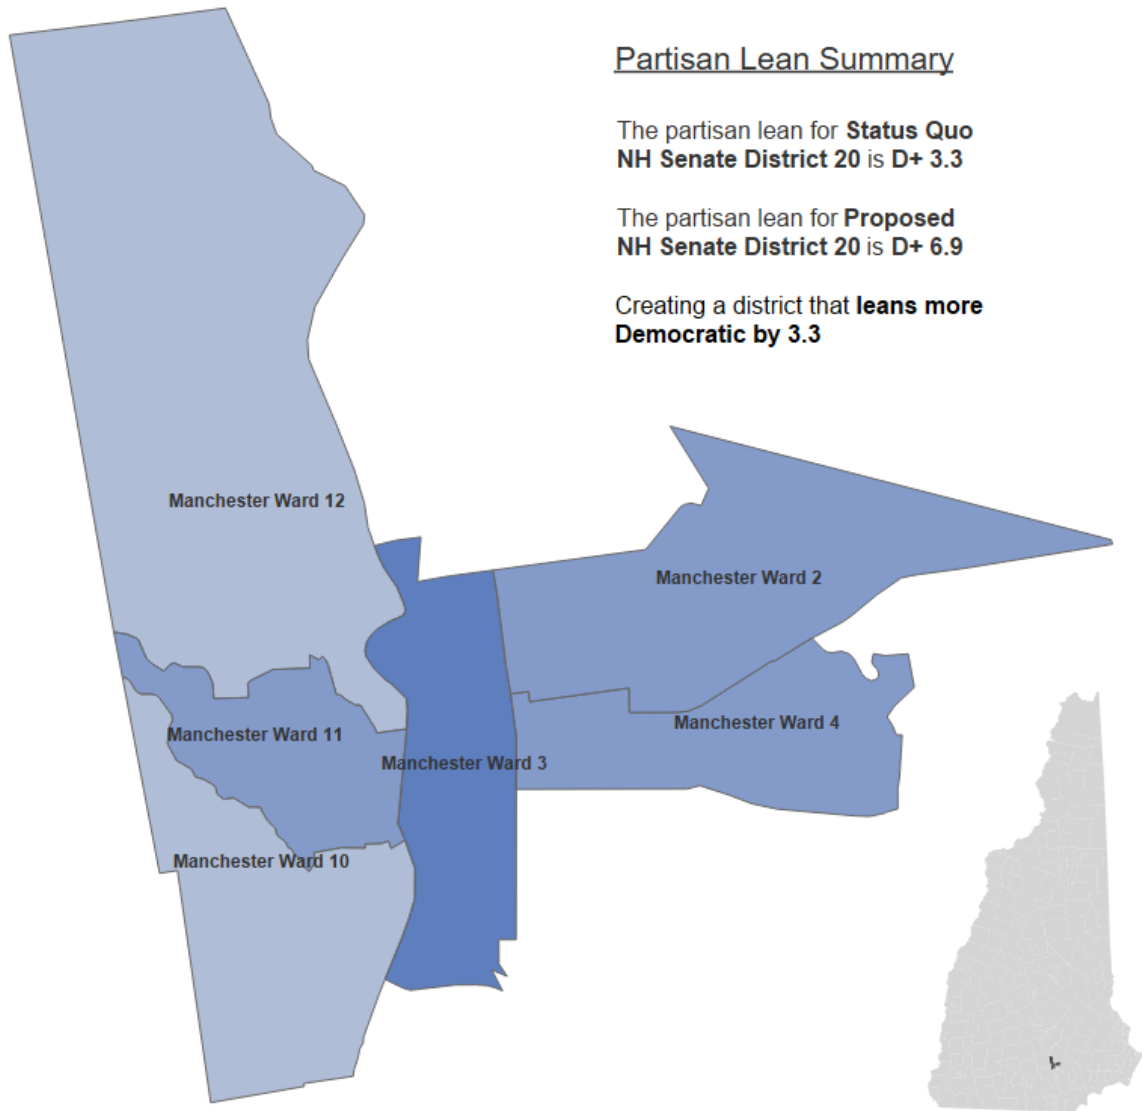 Partisan Lean Summary
The partisan lean for Status Quo
NH Senate District 20 is D+ 3.3
The partisan lean for Proposed
NH Senate District 20 is D+ 6.9
Creating a district that leans more
Democratic by 3.3
Manchester Ward 12
Manchester Ward 2
Manchester Ward 4
Manchester Ward 11
Manchester Ward 3
Manchester Ward 10